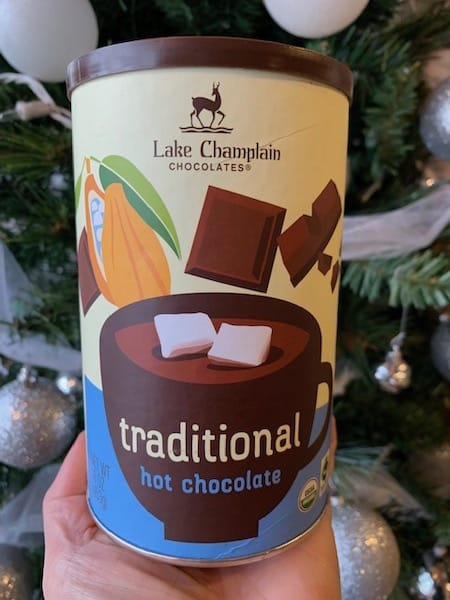 Lake Champlain
CHOCOLATES®
traditional
hot chocolate